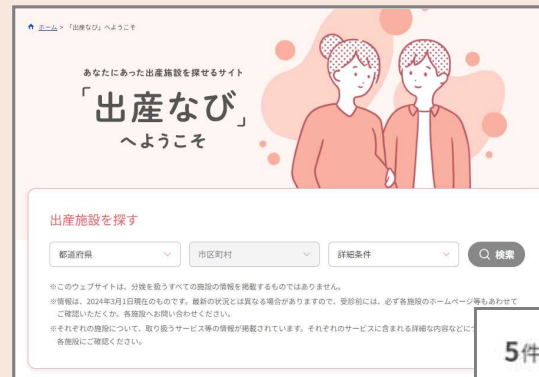 ホーム > 「出産なび」へようこそ
あなたにあった出産施設を探せるサイト
「出産なび」
へようこそ
出産施設を探す
都道府県
市区町村
詳細条件
検索
※このウェブサイトは、分娩を扱うすべての施設の情報を掲載するものではありません。
※情報は、2024年3月1日現在のものです。最新の状況とは異なる場合がありますので、受診前には、必ず各施設のホームページ等もあわせて
ご確認いただくか、各施設へお問い合わせください。
※それぞれの施設について、取り扱うサービス等の情報が掲載されています。それぞれのサービスに含まれる詳細な内容などにつ
各施設にご確認ください。
5件